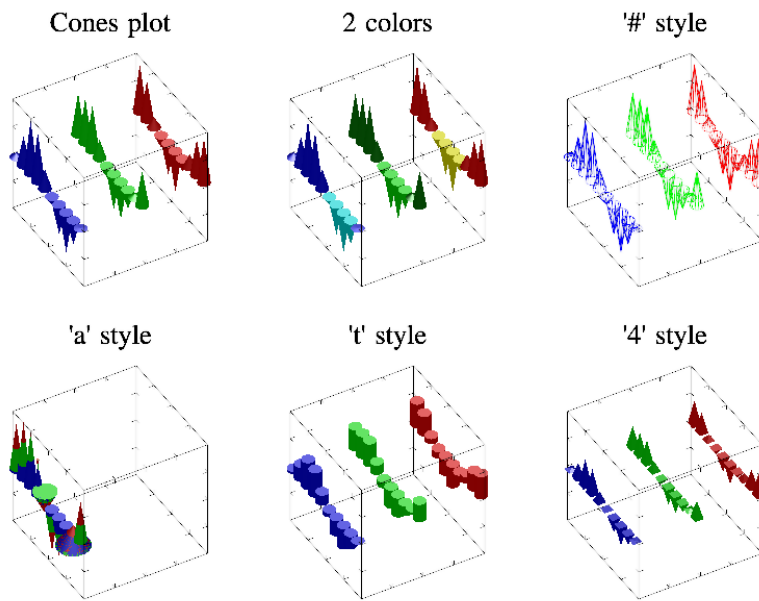 Cones plot
2 colors
'#' style
'a' style
't' style
'4' style